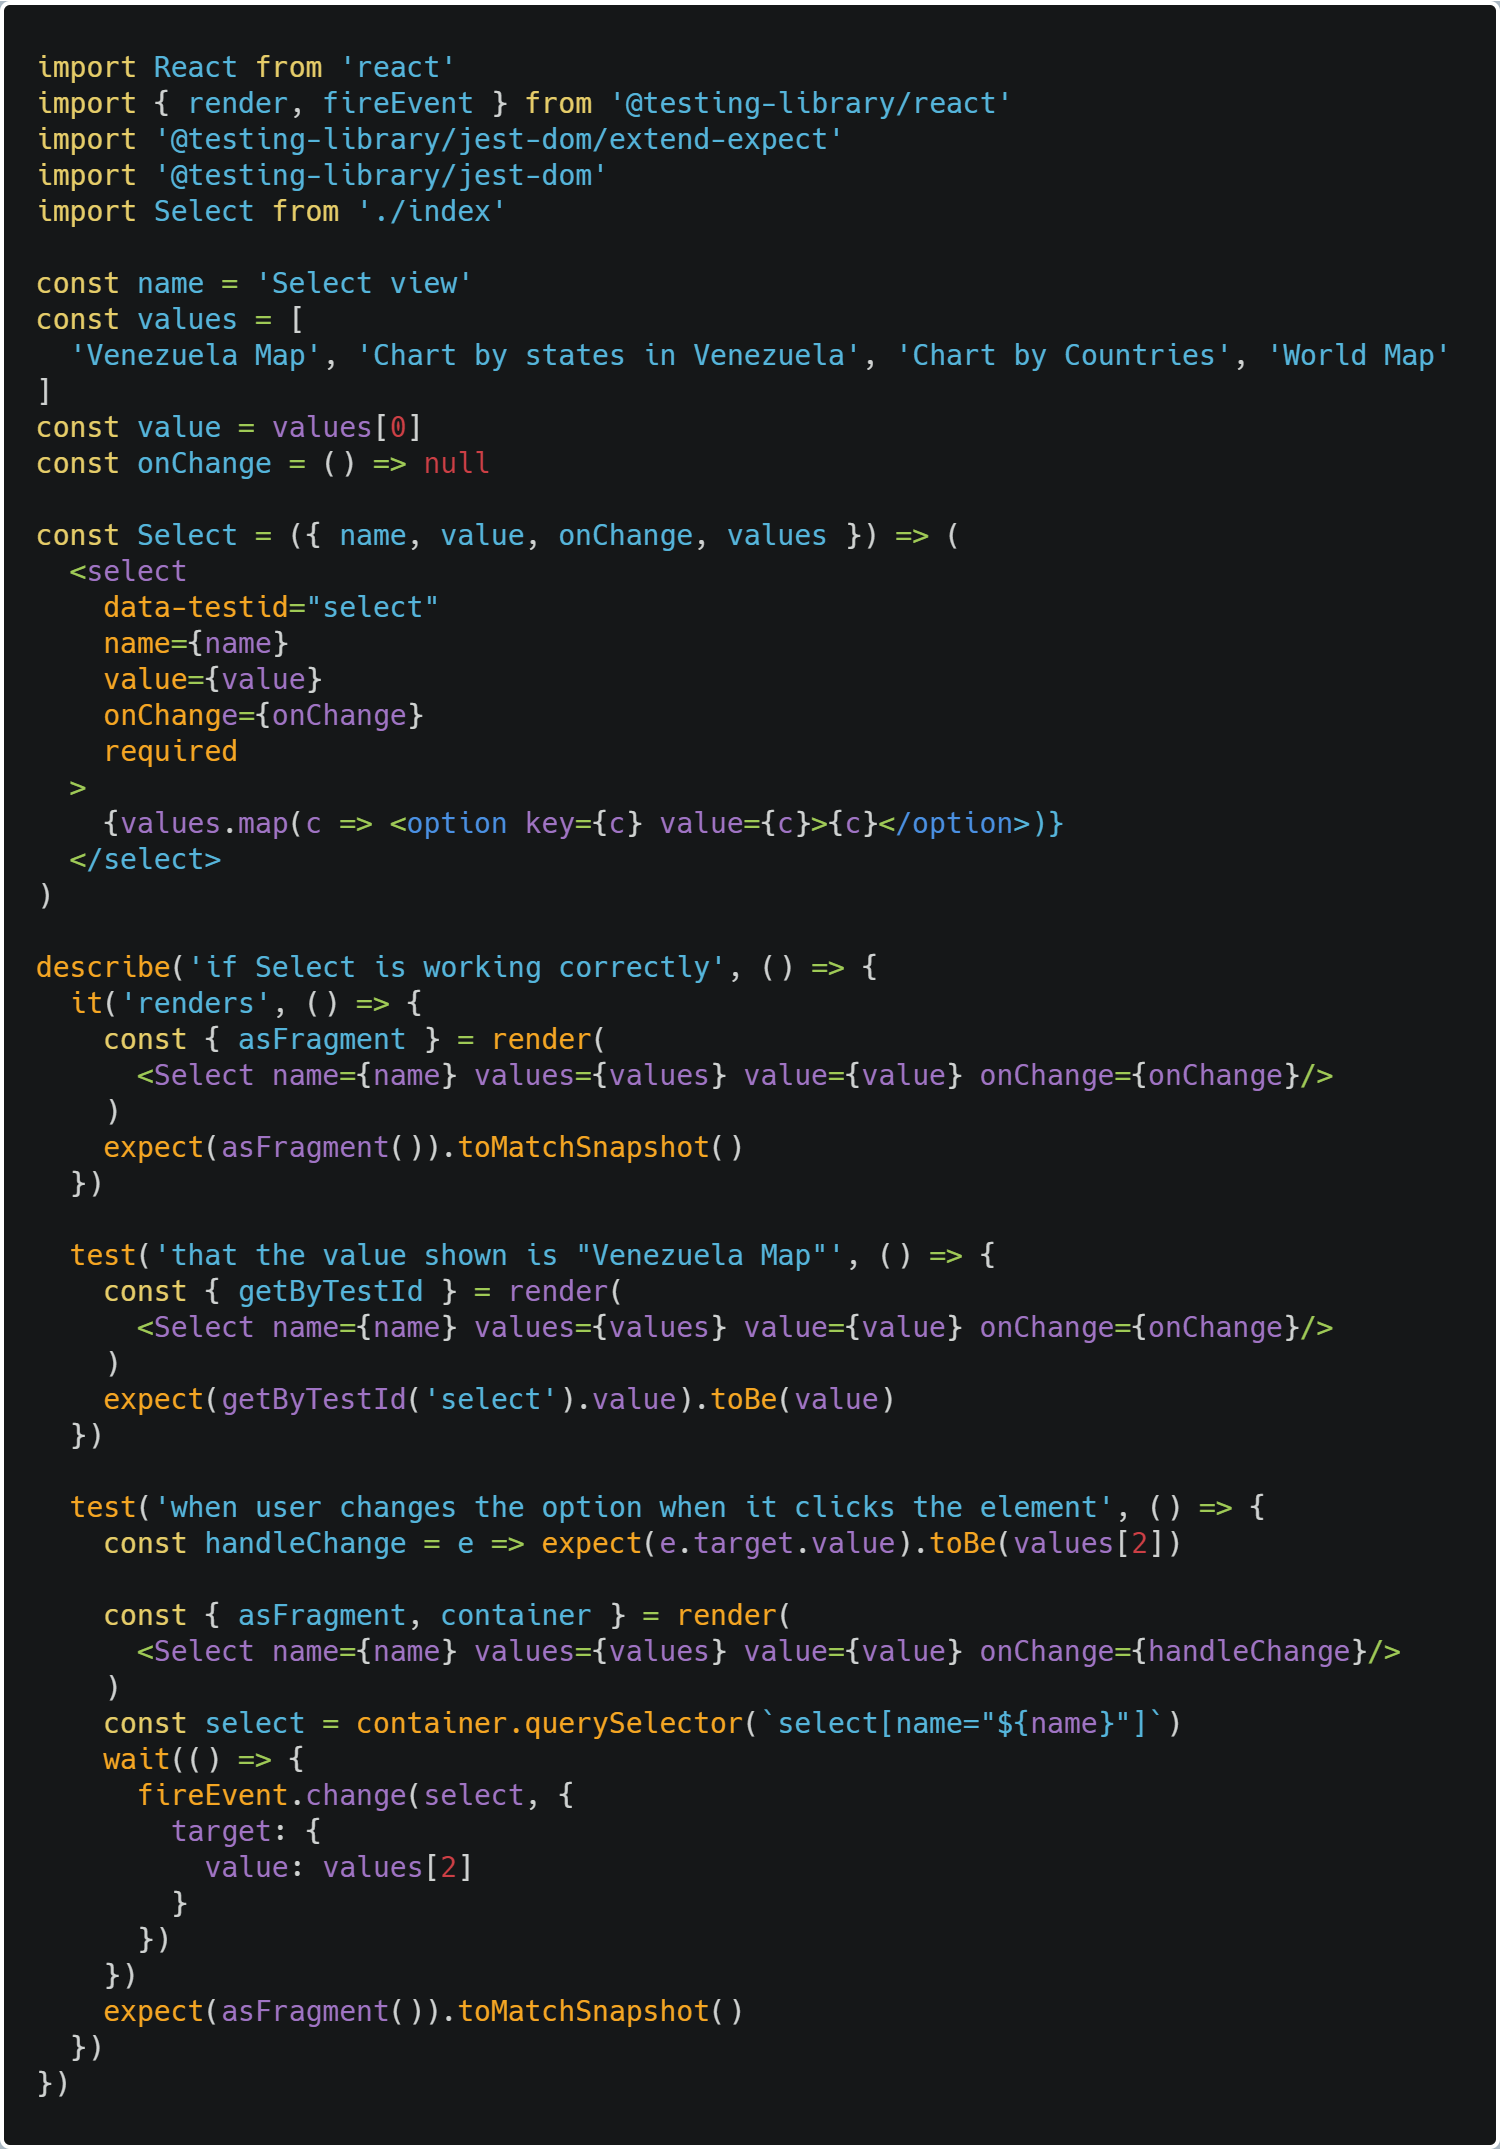 import React from 'react'
import { render, fireEvent } from '@testing-library/react'
import '@testing-library/jest-dom/extend-expect'
import '@testing-library/jest-dom'
import Select from './index'

const name = 'Select view'
const values = [
  'Venezuela Map', 'Chart by states in Venezuela', 'Chart by Countries', 'World Map'
]
const value = values[0]
const onChange = () => null

const Select = ({ name, value, onChange, values }) => (
  <select
    data-testid="select"
    name={name}
    value={value}
    onChange={onChange}
    required
  >
    {values.map(c => <option key={c} value={c}>{c}</option>)}
  </select>
)

describe('if Select is working correctly', () => {
  it('renders', () => {
    const { asFragment } = render(
      <Select name={name} values={values} value={value} onChange={onChange}/>
    )
    expect(asFragment()).toMatchSnapshot()
  })

  test('that the value shown is "Venezuela Map"', () => {
    const { getByTestId } = render(
      <Select name={name} values={values} value={value} onChange={onChange}/>
    )
    expect(getByTestId('select').value).toBe(value)
  })

  test('when user changes the option when it clicks the element', () => {
    const handleChange = e => expect(e.target.value).toBe(values[2])

    const { asFragment, container } = render(
      <Select name={name} values={values} value={value} onChange={handleChange}/>
    )
    const select = container.querySelector(`select[name="${name}"]`)
    wait(() => {
      fireEvent.change(select, {
        target: {
          value: values[2]
        }
      })
    })
    expect(asFragment()).toMatchSnapshot()
  })
})